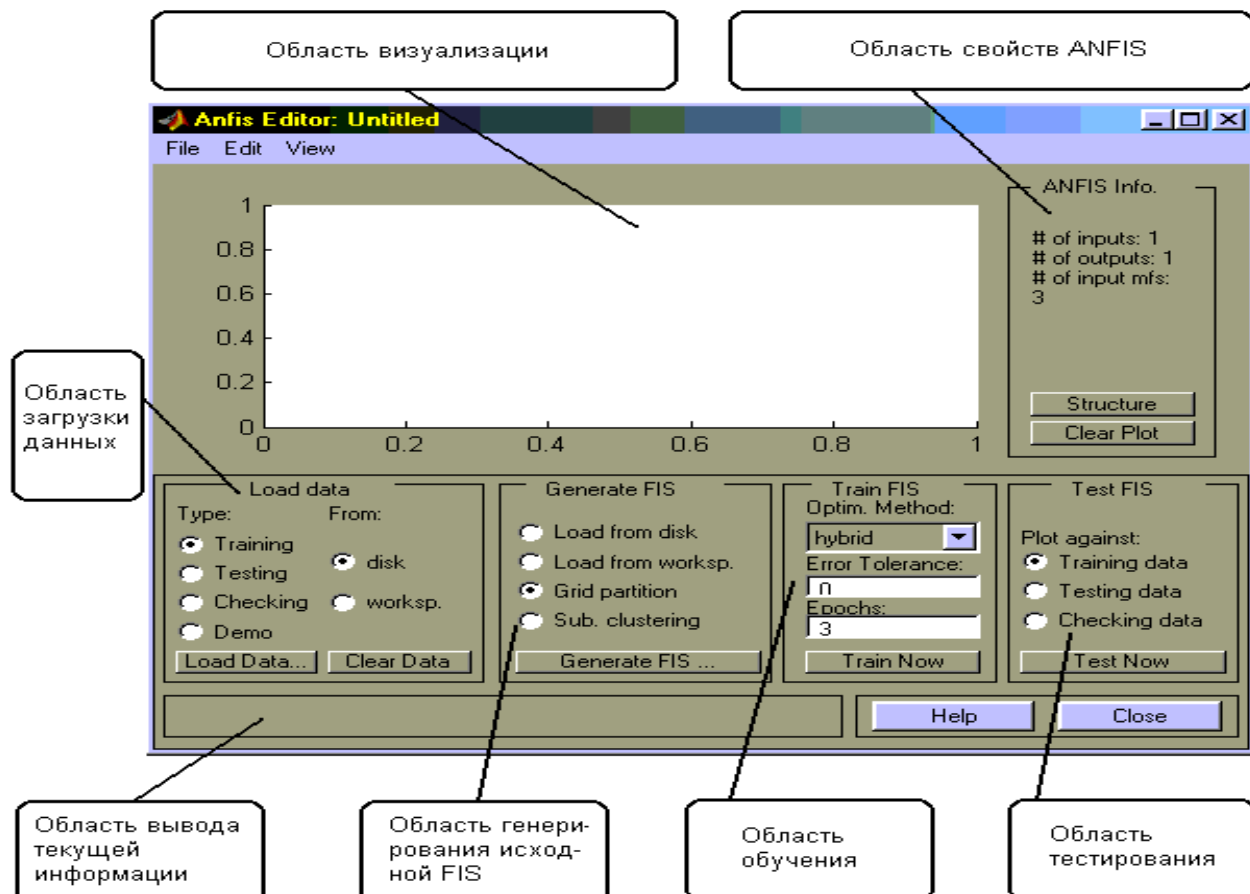 Область визуализации
Область свойств ANFIS
Anfis Editor: Untitled
File Edit View
ANFIS Info.
# of inputs: 1
# of outputs: 1
# of input mfs:
3
Structure
Clear Plot
1
0.8
0.6
0.4
0.2
0
0 0.2 0.4 0.6 0.8 1
Область
загрузки
данных
Load data
Type: From:
Training
Testing
Checking
Demo
disk
worksp.
Load Data... Clear Data
Generate FIS
Load from disk
Load from worksp.
Grid partition
Sub. clustering
Generate FIS ...
Train FIS
Optim. Method:
hybrid
Error Tolerance:
0
Epochs:
3
Train Now
Test FIS
Plot against:
Training data
Testing data
Checking data
Test Now
Help Close
Область вывода
текущей
информации
Область генери-
рования исход-
ной FIS
Область
обучения
Область
тестирования